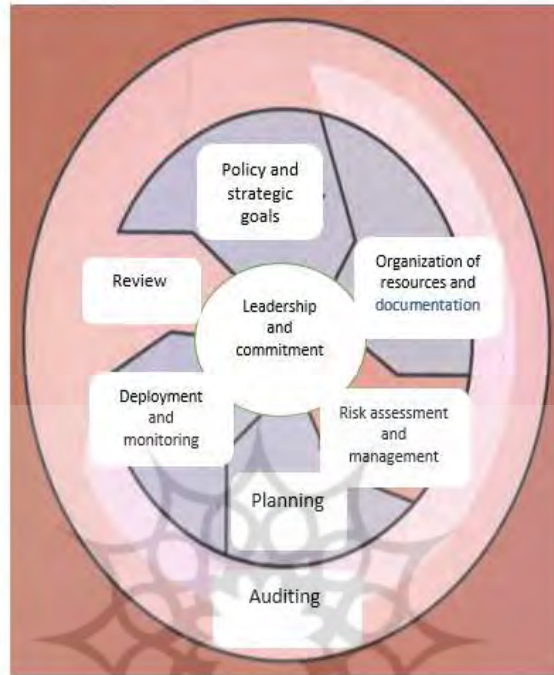 Policy and
strategic
goals
Organization of
resources and
documentation
Review
Leadership
and
commitment
Deployment
and
monitoring
Risk assessment
and
management
Planning
Auditing